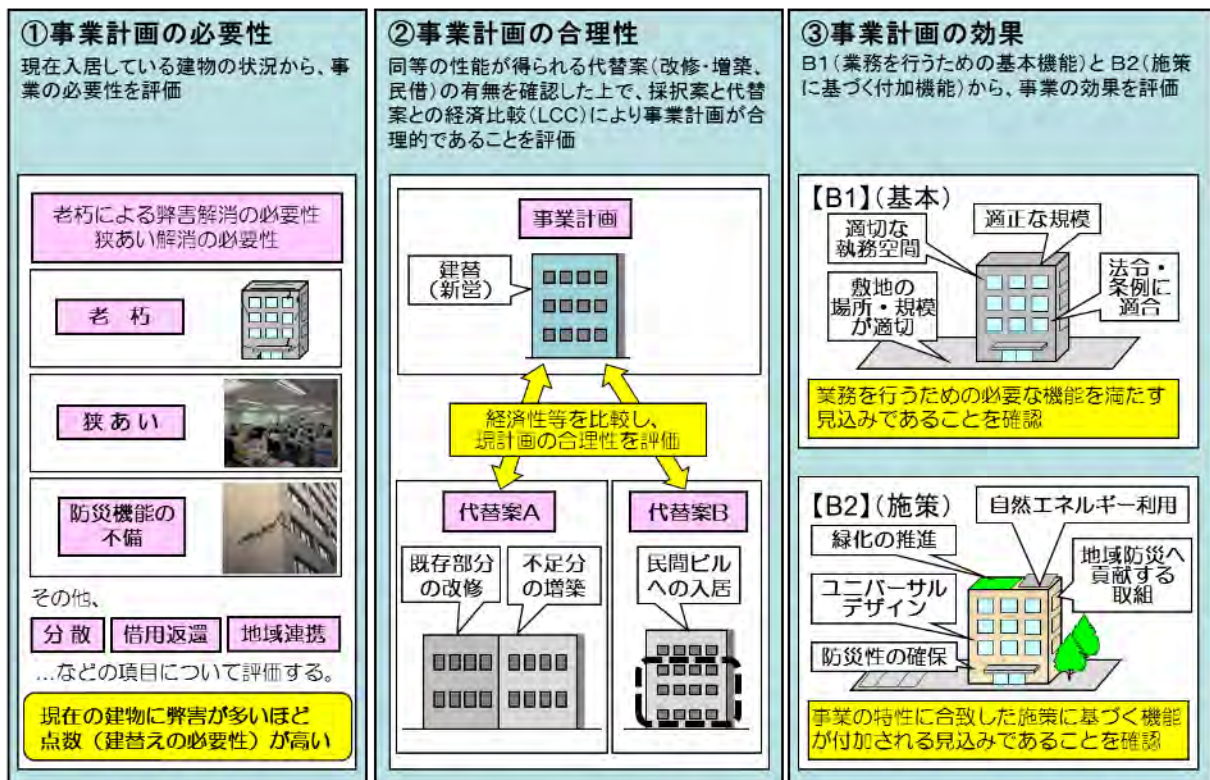 ①事業計画の必要性
現在入居している建物の状況から、事
業の必要性を評価
老朽による弊害解消の必要性
狭あい解消の必要性
老 朽
狭あい
防災機能の
不備
その他、
分散
借用返還
地域連携
…などの項目について評価する。
現在の建物に弊害が多いほど
点数（建替えの必要性）が高い
②事業計画の合理性
同等の性能が得られる代替案（改修・増築、
民借）の有無を確認した上で、採択案と代替
案との経済比較（LCC）により事業計画が合
理的であることを評価
事業計画
建替
（新営）
経済性等を比較し、
現計画の合理性を評価
代替案A
既存部分
の改修
不足分
の増築
代替案B
民間ビル
への入居
③事業計画の効果
B1（業務を行うための基本機能）と B2（施策
に基づく付加機能）から、事業の効果を評価
【B1】（基本）
適切な
執務空間
適正な規模
敷地の
場所・規模
が適切
法令・
条例に
適合
業務を行うための必要な機能を満たす
見込みであることを確認
【B2】（施策）
自然エネルギー利用
緑化の推進
ユニバーサル
デザイン
地域防災へ
貢献する
取組
防災性の確保
事業の特性に合致した施策に基づく機能
が付加される見込みであることを確認